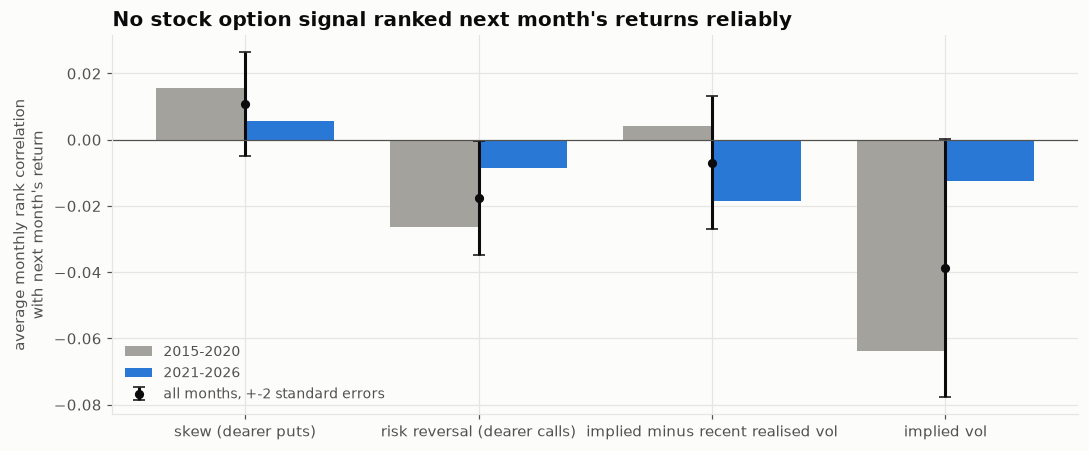 No stock option signal ranked next month's returns reliably
average monthly rank correlation
with next month's return
0.02
0.00
−0.02
−0.04
−0.06
−0.08
2015-2020
2021-2026
all months, +-2 standard errors
skew (dearer puts)
risk reversal (dearer calls)
implied minus recent realised vol
implied vol